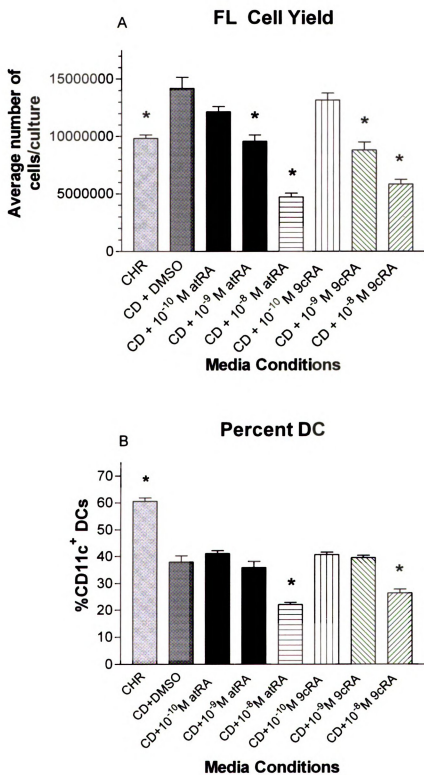 A
FL Cell Yield
Average number of
cells/culture
15000000
10000000
5000000
0
*
*
*
*
*
CHR
CD + DMSO
CD + 10⁻¹⁰ M atRA
CD + 10⁻⁹ M atRA
CD + 10⁻⁸ M atRA
CD + 10⁻¹⁰ M 9cRA
CD + 10⁻⁹ M 9cRA
CD + 10⁻⁸ M 9cRA
Media Conditions
B
Percent DC
%CD11c⁺ DCs
70
60
50
40
30
20
10
0
*
*
*
CHR
CD+DMSO
CD+10⁻¹⁰M atRA
CD+10⁻⁹M atRA
CD+10⁻⁸M atRA
CD+10⁻¹⁰M 9cRA
CD+10⁻⁹M 9cRA
CD+10⁻⁸M 9cRA
Media Conditions